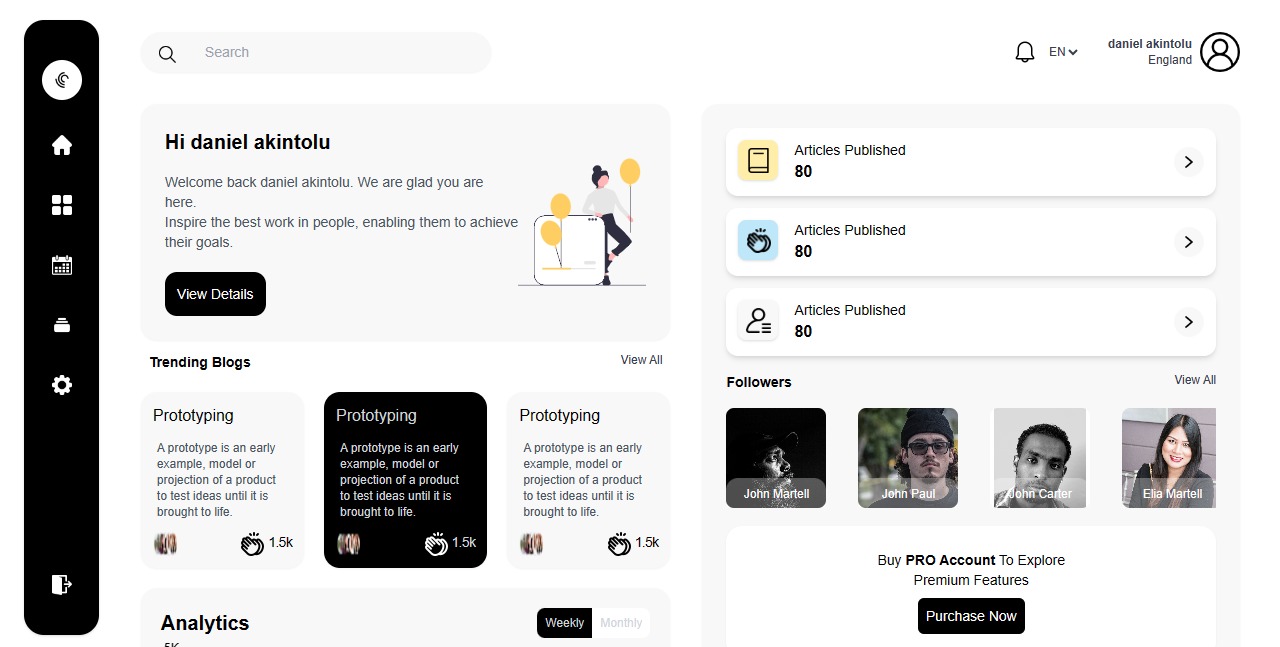 Search
EN
daniel akintolu
England
Hi daniel akintolu
Welcome back daniel akintolu. We are glad you are
here.
Inspire the best work in people, enabling them to achieve
their goals.
View Details
Trending Blogs
View All
Prototyping
A prototype is an early
example, model or
projection of a product
to test ideas until it is
brought to life.
1.5k
Prototyping
A prototype is an early
example, model or
projection of a product
to test ideas until it is
brought to life.
1.5k
Prototyping
A prototype is an early
example, model or
projection of a product
to test ideas until it is
brought to life.
1.5k
Analytics
Weekly
Monthly
5K
Articles Published
80
Articles Published
80
Articles Published
80
Followers
View All
John Martell
John Paul
John Carter
Elia Martell
Buy PRO Account To Explore
Premium Features
Purchase Now